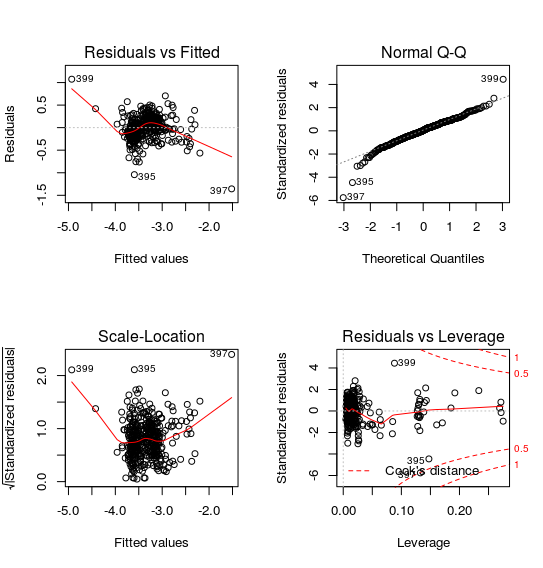 Residuals vs Fitted
Residuals
0.5
-0.5
-1.5
399
395
397
-5.0 -4.0 -3.0 -2.0
Fitted values
Normal Q-Q
Standardized residuals
4
2
0
-2
-4
-6
399
395
397
-3 -2 -1 0 1 2 3
Theoretical Quantiles
Scale-Location
√|Standardized residuals|
2.0
1.0
0.0
397
399
395
-5.0 -4.0 -3.0 -2.0
Fitted values
Residuals vs Leverage
Standardized residuals
4
2
0
-2
-6
399
1
0.5
0.5
1
395
397
Cook's distance
0.00 0.10 0.20
Leverage